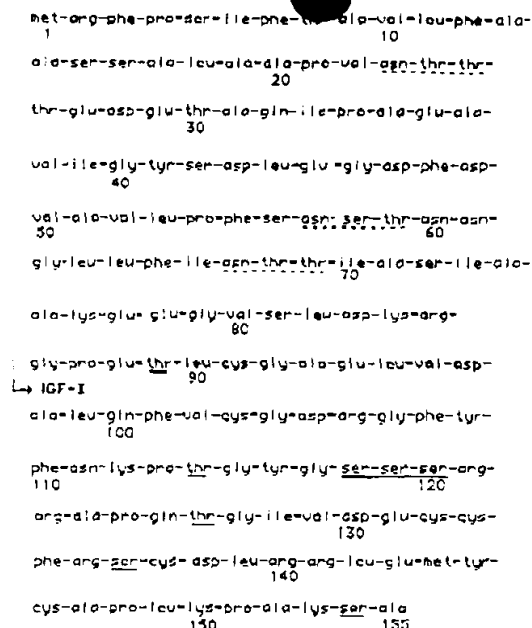 met-arg-phe-pro-ser-ile-phe-thr-ala-val-leu-phe-ala-
1 10
ala-ser-ser-ala-leu-ala-ala-pro-val-asn-thr-thr-
20
thr-glu-asp-glu-thr-ala-gln-ile-pro-ala-glu-ala-
30
val-ile-gly-tyr-ser-asp-leu-glu-gly-asp-phe-asp-
40
val-ala-val-leu-pro-phe-ser-asn-ser-thr-asn-asn-
50 60
gly-leu-leu-phe-ile-asn-thr-thr-ile-ala-ser-ile-ala-
70
ala-lys-glu-glu-gly-val-ser-leu-asp-lys-arg-
80
gly-pro-glu-thr-leu-cys-gly-ala-glu-leu-val-asp-
90
IGF-I
ala-leu-gln-phe-val-cys-gly-asp-arg-gly-phe-tyr-
100
phe-asn-lys-pro-thr-gly-tyr-gly-ser-ser-ser-arg-
110 120
arg-ala-pro-gln-thr-gly-ile-val-asp-glu-cys-cys-
130
phe-arg-ser-cys-asp-leu-arg-arg-leu-glu-met-tyr-
140
cys-ala-pro-leu-lys-pro-ala-lys-ser-ala
150 155